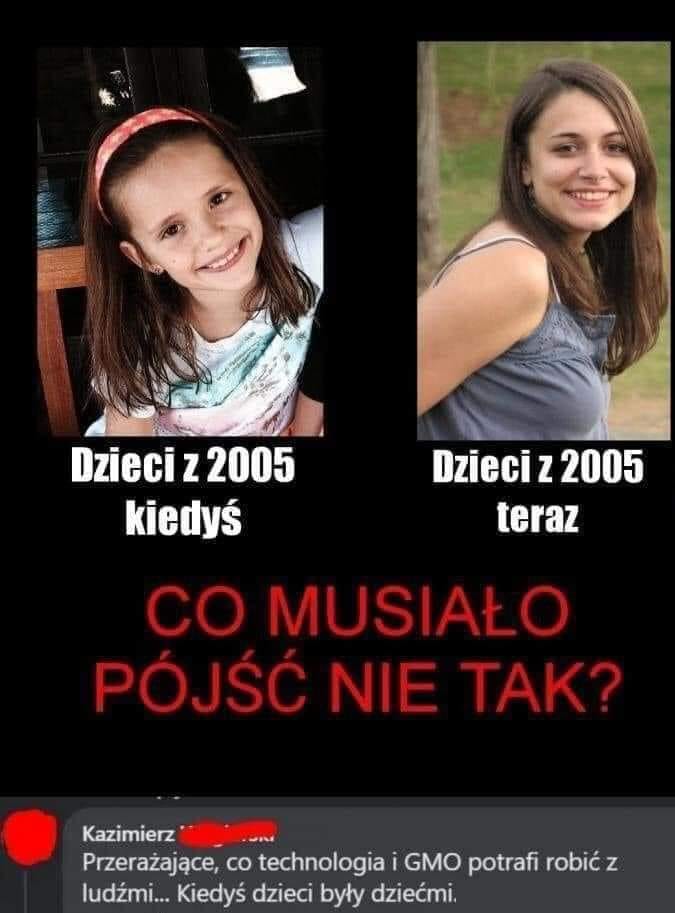 Dzieci z 2005
kiedyś
Dzieci z 2005
teraz
CO MUSIAŁO
PÓJŚĆ NIE TAK?
Kazimierz
Przerażające, co technologia i GMO potrafi robić z
ludźmi... Kiedyś dzieci były dziećmi.